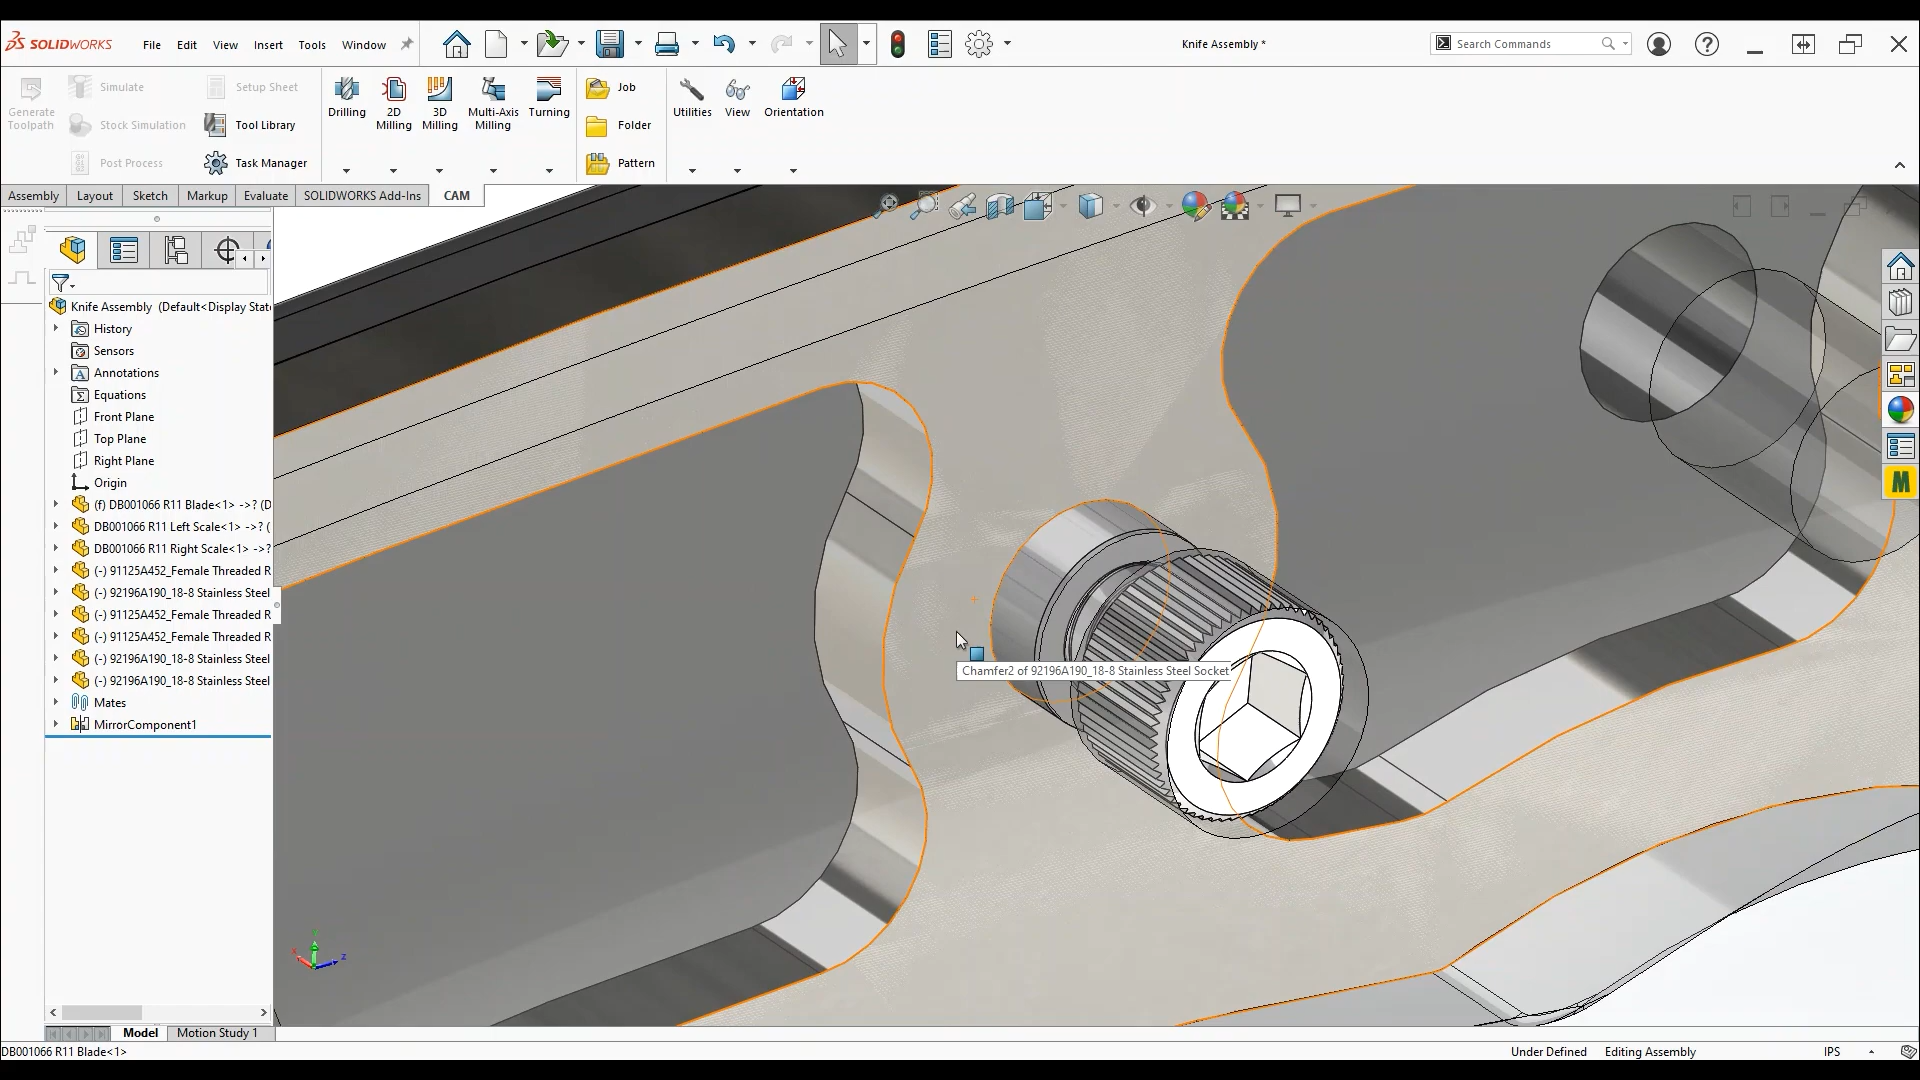 SOLIDWORKS
File Edit View Insert Tools Window
Knife Assembly *
Search Commands
Generate Toolpath
Simulate
Stock Simulation
Post Process
Setup Sheet
Tool Library
Task Manager
Drilling
2D Milling
3D Milling
Multi-Axis Milling
Turning
Job
Folder
Pattern
Utilities
View
Orientation
Assembly Layout Sketch Markup Evaluate SOLIDWORKS Add-Ins CAM
Knife Assembly (Default<Display Stat
History
Sensors
Annotations
Equations
Front Plane
Top Plane
Right Plane
Origin
(f) DB001066 R11 Blade<1> ->? (D
DB001066 R11 Left Scale<1> ->? (
DB001066 R11 Right Scale<1> ->?
(-) 91125A452_Female Threaded R
(-) 92196A190_18-8 Stainless Steel
(-) 91125A452_Female Threaded R
(-) 91125A452_Female Threaded R
(-) 92196A190_18-8 Stainless Steel
(-) 92196A190_18-8 Stainless Steel
Mates
MirrorComponent1
Chamfer2 of 92196A190_18-8 Stainless Steel Socket
M
Y
X
Z
Model Motion Study 1
DB001066 R11 Blade<1>
Under Defined Editing Assembly IPS